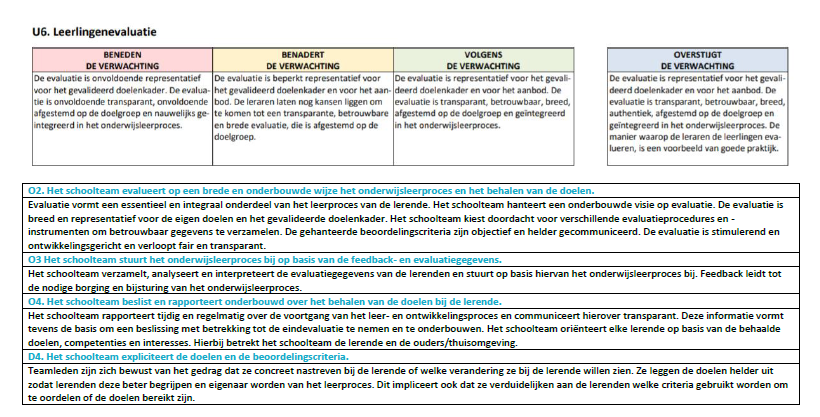 U6. Leerlingenevaluatie
BENEDEN
DE VERWACHTING
De evaluatie is onvoldoende representatief
voor het gevalideerd doelenkader. De evalua-
tie is onvoldoende transparant, onvoldoende
afgestemd op de doelgroep en nauwelijks ge-
integreerd in het onderwijsleerproces.
BENADERT
DE VERWACHTING
De evaluatie is beperkt representatief voor
het gevalideerd doelenkader en voor het aan-
bod. De leraren laten nog kansen liggen om
te komen tot een transparante, betrouwbare
en brede evaluatie, die is afgestemd op de
doelgroep.
VOLGENS
DE VERWACHTING
De evaluatie is representatief voor het gevali-
deerd doelenkader en voor het aanbod. De
evaluatie is transparant, betrouwbaar, breed,
afgestemd op de doelgroep en geïntegreerd
in het onderwijsleerproces.
OVERSTIJGT
DE VERWACHTING
De evaluatie is representatief voor het gevali-
deerd doelenkader en voor het aanbod. De
evaluatie is transparant, betrouwbaar, breed,
authentiek, afgestemd op de doelgroep en
geïntegreerd in het onderwijsleerproces. De
manier waarop de leraren de leerlingen eva-
lueren, is een voorbeeld van goede praktijk.
O2. Het schoolteam evalueert op een brede en onderbouwde wijze het onderwijsleerproces en het behalen van de doelen.
Evaluatie vormt een essentieel en integraal onderdeel van het leerproces van de lerende. Het schoolteam hanteert een onderbouwde visie op evaluatie. De evaluatie is
breed en representatief voor de eigen doelen en het gevalideerde doelenkader. Het schoolteam kiest doordacht voor verschillende evaluatieprocedures en -
instrumenten om betrouwbaar gegevens te verzamelen. De gehanteerde beoordelingscriteria zijn objectief en helder gecommuniceerd. De evaluatie is stimulerend en
ontwikkelingsgericht en verloopt fair en transparant.
O3 Het schoolteam stuurt het onderwijsleerproces bij op basis van de feedback- en evaluatiegegevens.
Het schoolteam verzamelt, analyseert en interpreteert de evaluatiegegevens van de lerenden en stuurt op basis hiervan het onderwijsleerproces bij. Feedback leidt tot
de nodige borging en bijsturing van het onderwijsleerproces.
O4. Het schoolteam beslist en rapporteert onderbouwd over het behalen van de doelen bij de lerende.
Het schoolteam rapporteert tijdig en regelmatig over de voortgang van het leer- en ontwikkelingsproces en communiceert hierover transparant. Deze informatie vormt
tevens de basis om een beslissing met betrekking tot de eindevaluatie te nemen en te onderbouwen. Het schoolteam oriënteert elke lerende op basis van de behaalde
doelen, competenties en interesses. Hierbij betrekt het schoolteam de lerende en de ouders/thuisomgeving.
D4. Het schoolteam expliciteert de doelen en de beoordelingscriteria.
Teamleden zijn zich bewust van het gedrag dat ze concreet nastreven bij de lerende of welke verandering ze bij de lerende willen zien. Ze leggen de doelen helder uit
zodat lerenden deze beter begrijpen en eigenaar worden van het leerproces. Dit impliceert ook dat ze verduidelijken aan de lerenden welke criteria gebruikt worden om
te oordelen of de doelen bereikt zijn.